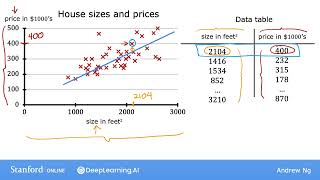 House sizes and prices
price in $1000's
500
400
400
300
200
100
0
0
1000
2000
3000
2104
size in feet²
Data table
size in feet²
price in $1000's
2104
400
1416
232
1534
315
852
178
...
...
3210
870
Stanford ONLINE
DeepLearning.AI
Andrew Ng